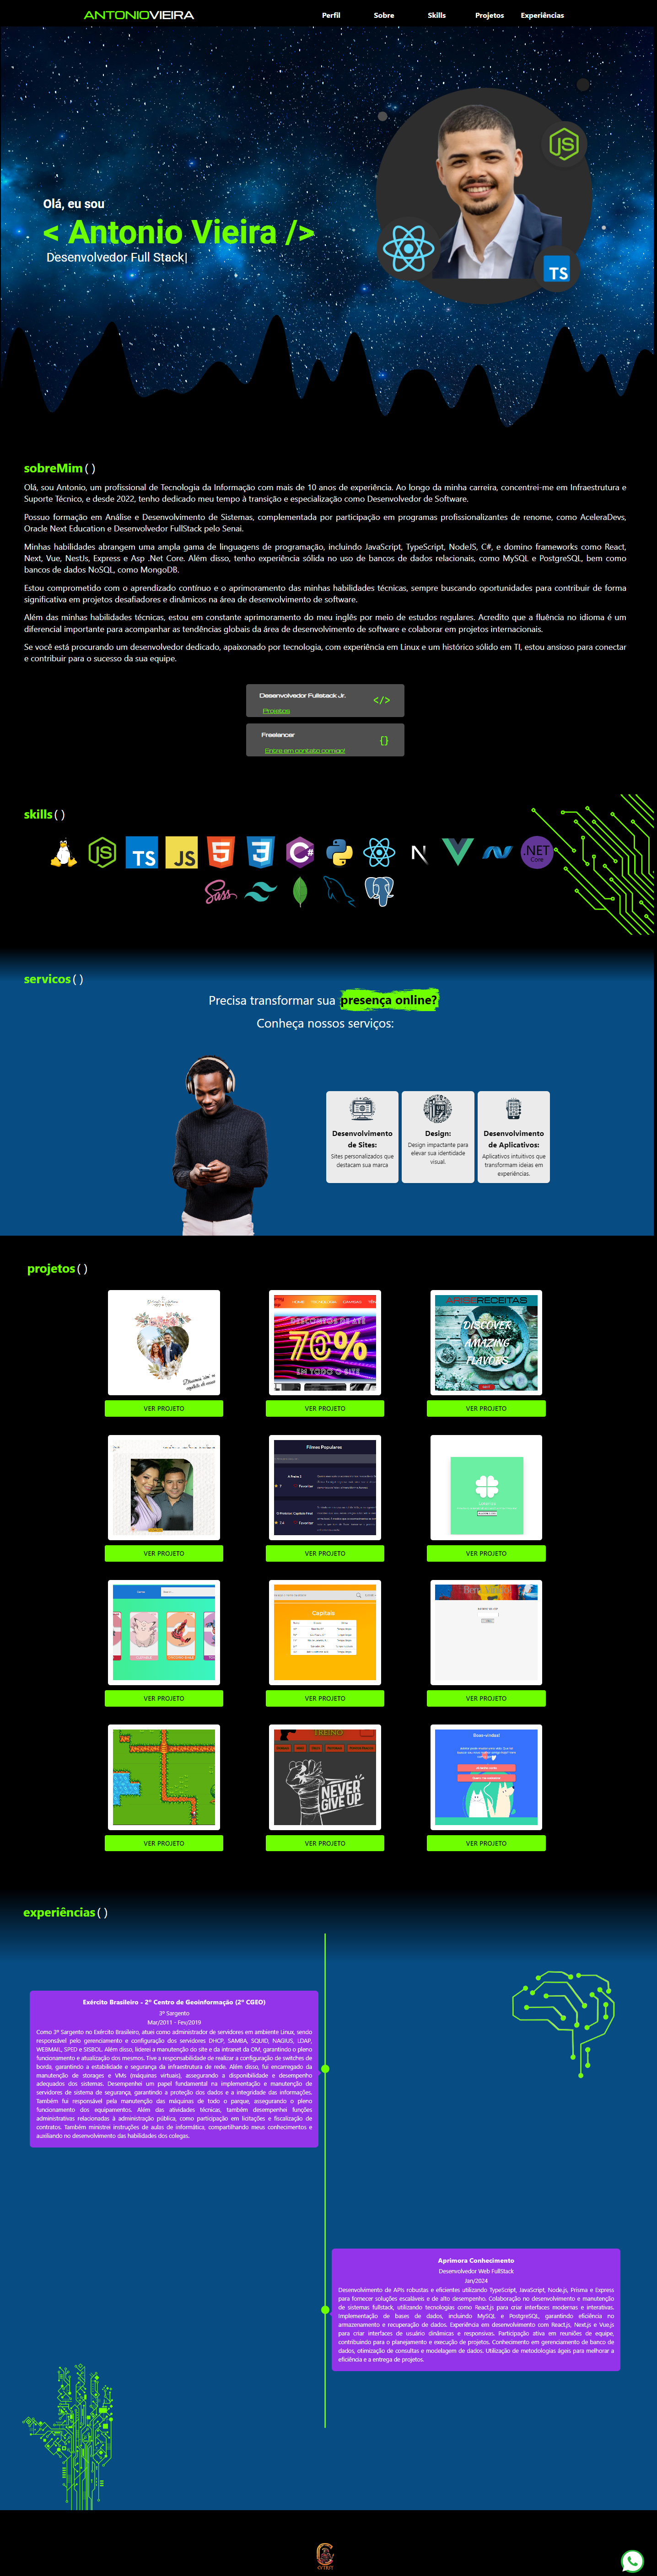 ANTONIOVIEIRA
Perfil
Sobre
Skills
Projetos
Experiências
JS
Olá, eu sou
< Antonio Vieira />
Desenvolvedor Full Stack|
TS
sobreMim ( )
Olá, sou Antonio, um profissional de Tecnologia da Informação com mais de 10 anos de experiência. Ao longo da minha carreira, concentrei-me em Infraestrutura e
Suporte Técnico, e desde 2022, tenho dedicado meu tempo à transição e especialização como Desenvolvedor de Software.
Possuo formação em Análise e Desenvolvimento de Sistemas, complementada por participação em programas profissionalizantes de renome, como AceleraDevs,
Oracle Next Education e Desenvolvedor FullStack pelo Senai.
Minhas habilidades abrangem uma ampla gama de linguagens de programação, incluindo JavaScript, TypeScript, NodeJS, C#, e domino frameworks como React,
Next, Vue, NestJs, Express e Asp .Net Core. Além disso, tenho experiência sólida no uso de bancos de dados relacionais, como MySQL e PostgreSQL, bem como
bancos de dados NoSQL, como MongoDB.
Estou comprometido com o aprendizado contínuo e o aprimoramento das minhas habilidades técnicas, sempre buscando oportunidades para contribuir de forma
significativa em projetos desafiadores e dinâmicos na área de desenvolvimento de software.
Além das minhas habilidades técnicas, estou em constante aprimoramento do meu inglês por meio de estudos regulares. Acredito que a fluência no idioma é um
diferencial importante para acompanhar as tendências globais da área de desenvolvimento de software e colaborar em projetos internacionais.
Se você está procurando um desenvolvedor dedicado, apaixonado por tecnologia, com experiência em Linux e um histórico sólido em TI, estou ansioso para conectar
e contribuir para o sucesso da sua equipe.
Desenvolvedor Fullstack Jr.
</>
Projetos
Freelancer
{}
Entre em contato comigo!
skills ( )
JS
TS
JS
5
3
C#
N
.NET
Core
Sass
servicos ( )
Precisa transformar sua presença online?
Conheça nossos serviços:
Desenvolvimento de Sites:
Sites personalizados que
destacam sua marca
Design:
Design impactante para
elevar sua identidade
visual.
Desenvolvimento
de Aplicativos:
Aplicativos intuitivos que
transformam ideias em
experiências.
projetos ( )
DESCONTOS DE ATÉ
70%
EM TODO O SITE
DISCOVER
AMAZING
FLAVORS
VER PROJETO
VER PROJETO
VER PROJETO
Filmes Populares
Favoritar
Favoritar
VER PROJETO
VER PROJETO
VER PROJETO
Capitais
VER PROJETO
VER PROJETO
VER PROJETO
TREINO
NEVER
GIVE UP
Boas-vindas!
VER PROJETO
VER PROJETO
VER PROJETO
experiências ( )
Exército Brasileiro - 2º Centro de Geoinformação (2º CGEO)
3º Sargento
Mar/2011 - Fev/2019
Como 3º Sargento no Exército Brasileiro, atuei como administrador de servidores em ambiente Linux, sendo
responsável pelo gerenciamento e configuração dos servidores DHCP, SAMBA, SQUID, NAGIUS, LDAP,
WEBMAIL, SPED e SISBOL. Além disso, liderei a manutenção do site e da intranet da OM, garantindo o pleno
funcionamento e atualização dos mesmos. Tive a responsabilidade de realizar a configuração de switches de
borda, garantindo a estabilidade e segurança da infraestrutura de rede. Além disso, fui encarregado da
manutenção de storages e VMs (máquinas virtuais), assegurando a disponibilidade e desempenho
adequados dos sistemas. Desempenhei um papel fundamental na implementação e manutenção de
servidores de sistema de segurança, garantindo a proteção dos dados e a integridade das informações.
Também fui responsável pela manutenção das máquinas de todo o parque, assegurando o pleno
funcionamento dos equipamentos. Além das atividades técnicas, também desempenhei funções
administrativas relacionadas à administração pública, como participação em licitações e fiscalização de
contratos. Também ministrei instruções de aulas de informática, compartilhando meus conhecimentos e
auxiliando no desenvolvimento das habilidades dos colegas.
Aprimora Conhecimento
Desenvolvedor Web FullStack
Jan/2024
Desenvolvimento de APIs robustas e eficientes utilizando TypeScript, JavaScript, Node.js, Prisma e Express
para fornecer soluções escaláveis e de alto desempenho. Colaboração no desenvolvimento e manutenção
de sistemas fullstack, utilizando tecnologias como React.js para criar interfaces modernas e interativas.
Implementação de bases de dados, incluindo MySQL e PostgreSQL, garantindo eficiência no
armazenamento e recuperação de dados. Experiência em desenvolvimento com React.js, Next.js e Vue.js
para criar interfaces de usuário dinâmicas e responsivas. Participação ativa em reuniões de equipe,
contribuindo para o planejamento e execução de projetos. Conhecimento em gerenciamento de banco de
dados, otimização de consultas e modelagem de dados. Utilização de metodologias ágeis para melhorar a
eficiência e a entrega de projetos.